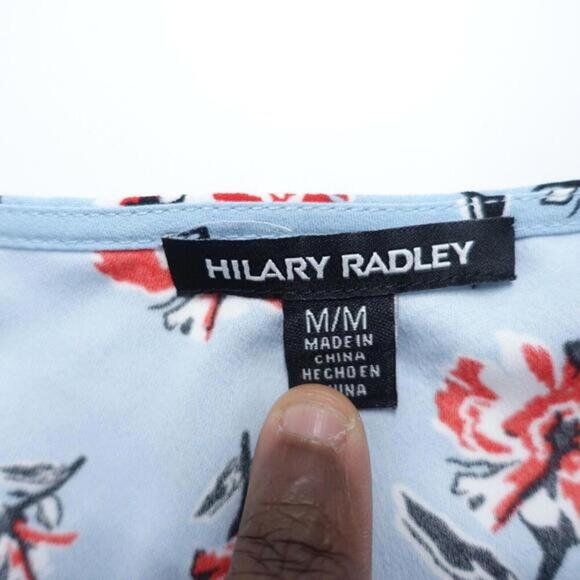 HILARY RADLEY
M/M
MADE IN
CHINA
HECHO EN